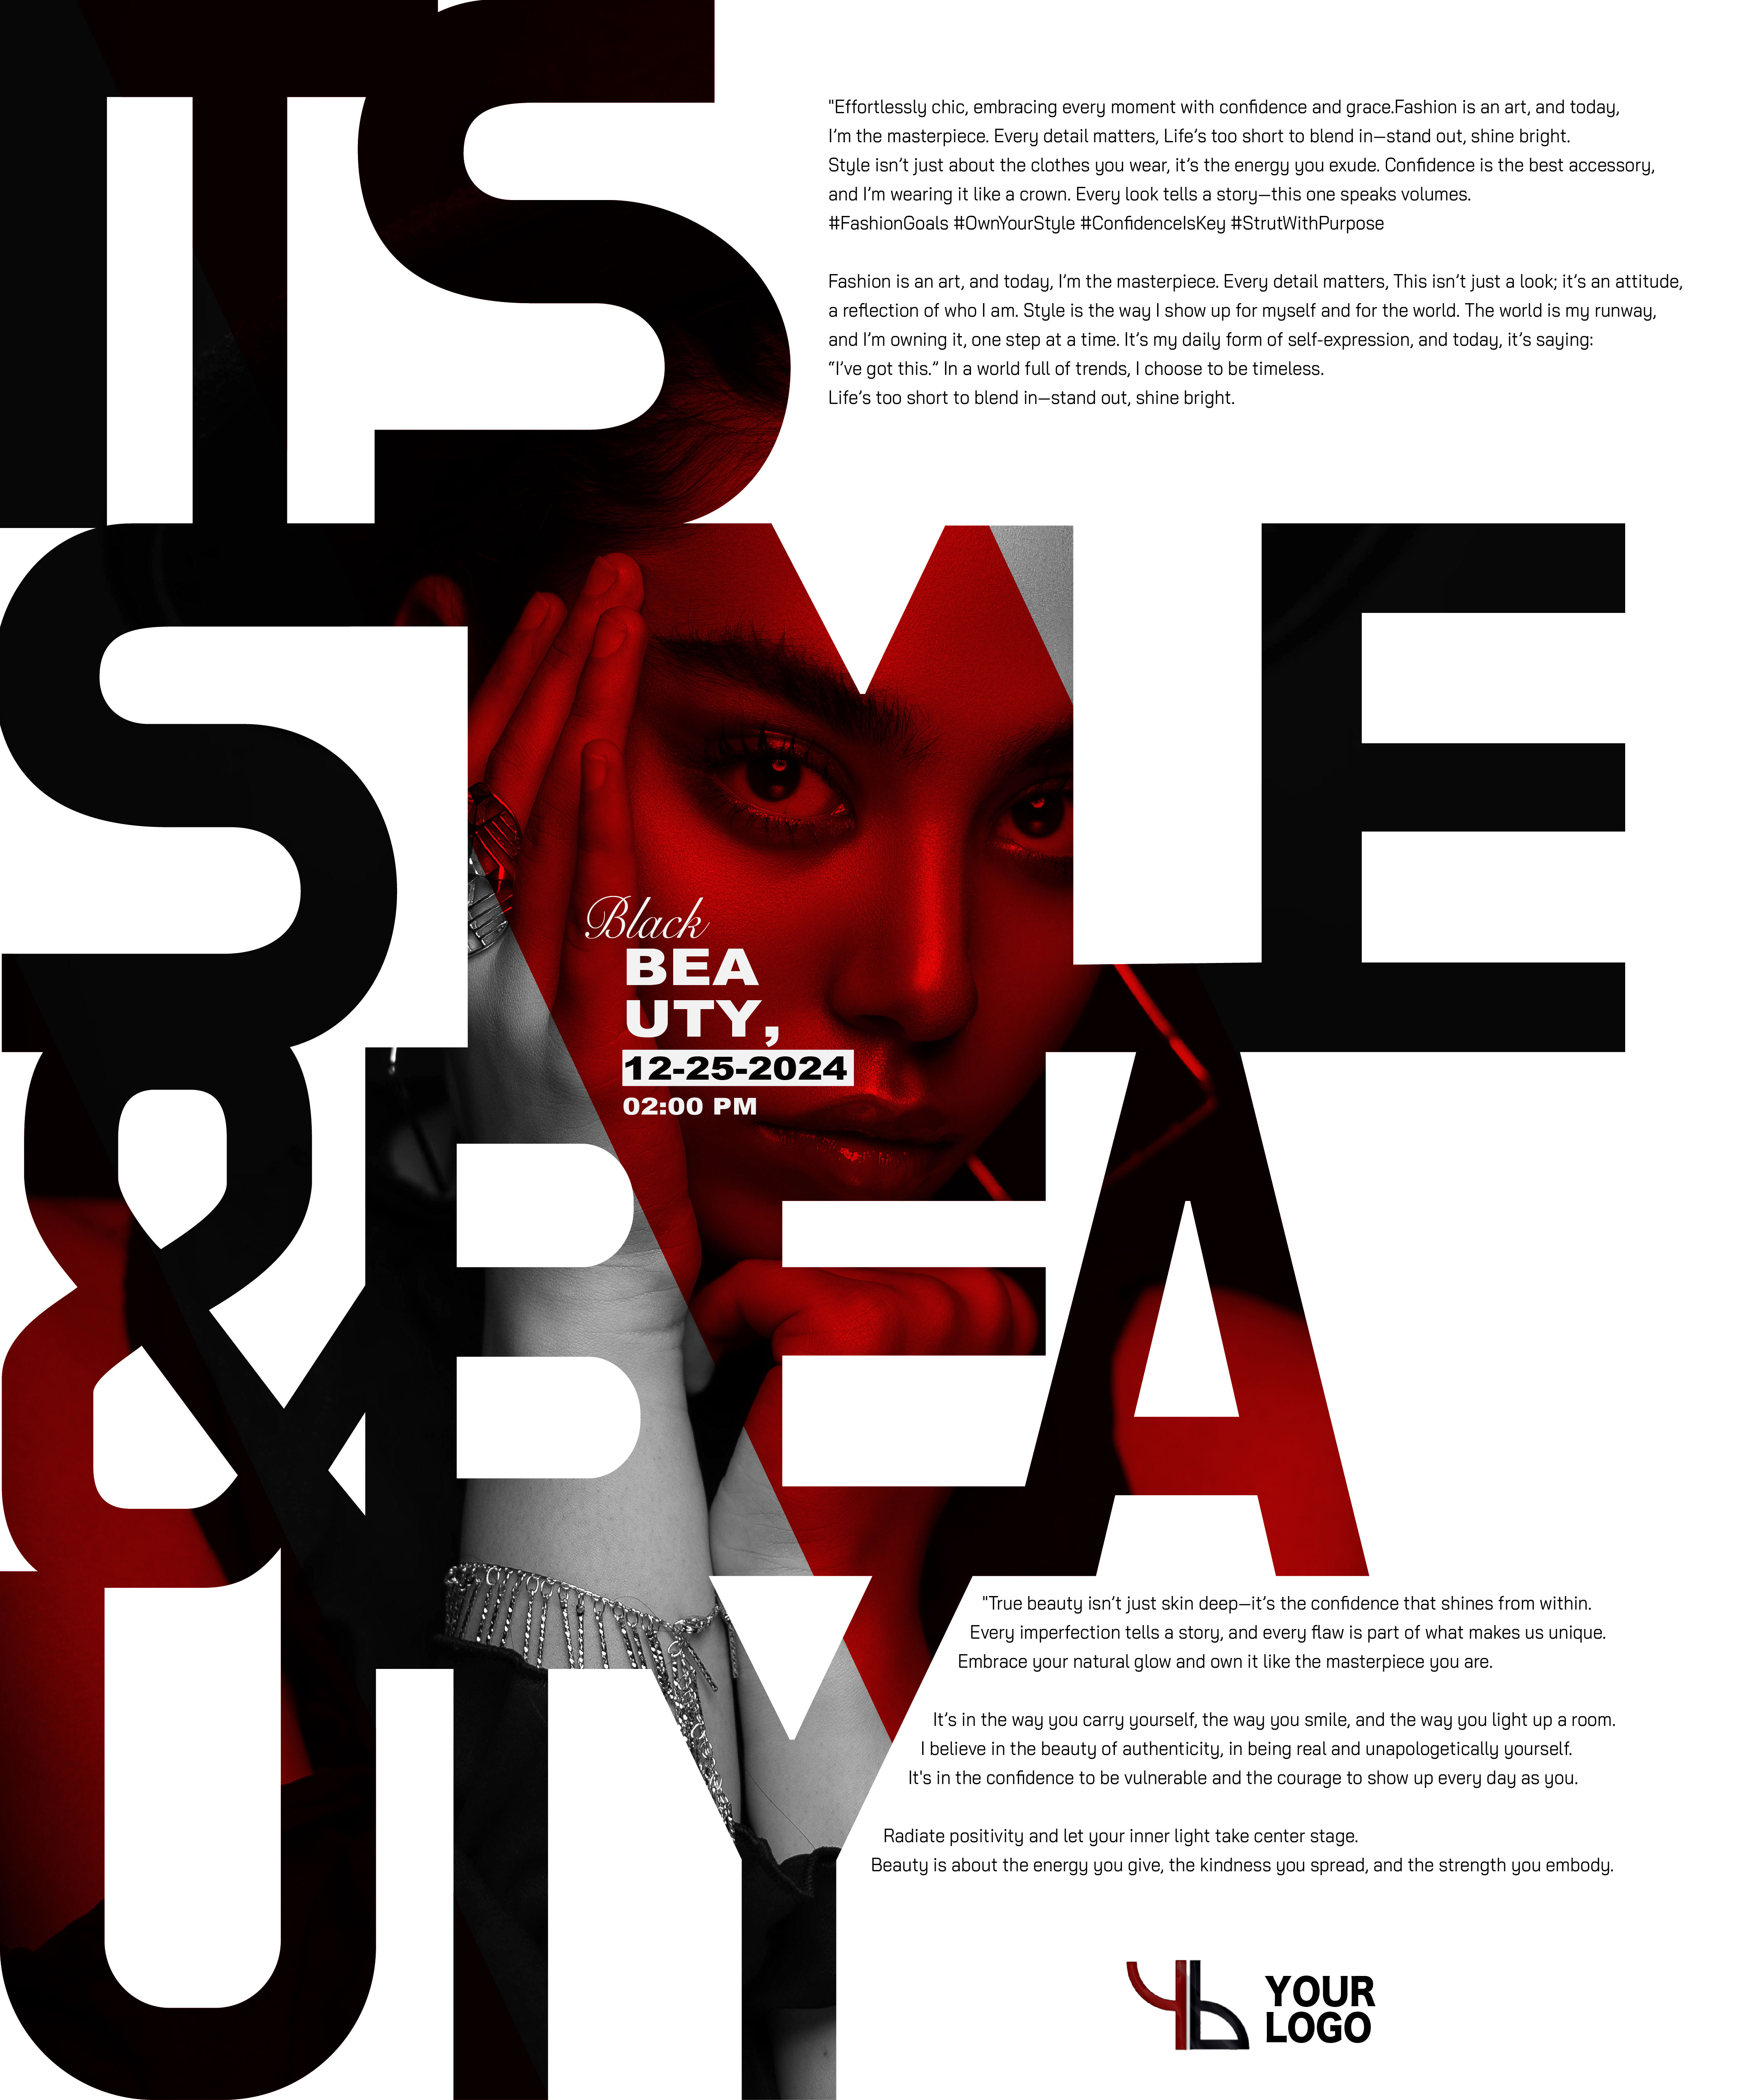 ITS
"Effortlessly chic, embracing every moment with confidence and grace.Fashion is an art, and today,
I’m the masterpiece. Every detail matters, Life’s too short to blend in—stand out, shine bright.
Style isn’t just about the clothes you wear, it’s the energy you exude. Confidence is the best accessory,
and I’m wearing it like a crown. Every look tells a story—this one speaks volumes.
#FashionGoals #OwnYourStyle #ConfidenceIsKey #StrutWithPurpose
Fashion is an art, and today, I’m the masterpiece. Every detail matters, This isn’t just a look; it’s an attitude,
a reflection of who I am. Style is the way I show up for myself and for the world. The world is my runway,
and I’m owning it, one step at a time. It’s my daily form of self-expression, and today, it’s saying:
“I’ve got this.” In a world full of trends, I choose to be timeless.
Life’s too short to blend in—stand out, shine bright.
STYLE
Black
BEA
UTY,
12-25-2024
02:00 PM
&BEA
UTY
"True beauty isn’t just skin deep—it’s the confidence that shines from within.
Every imperfection tells a story, and every flaw is part of what makes us unique.
Embrace your natural glow and own it like the masterpiece you are.
It’s in the way you carry yourself, the way you smile, and the way you light up a room.
I believe in the beauty of authenticity, in being real and unapologetically yourself.
It's in the confidence to be vulnerable and the courage to show up every day as you.
Radiate positivity and let your inner light take center stage.
Beauty is about the energy you give, the kindness you spread, and the strength you embody.
YOUR
LOGO